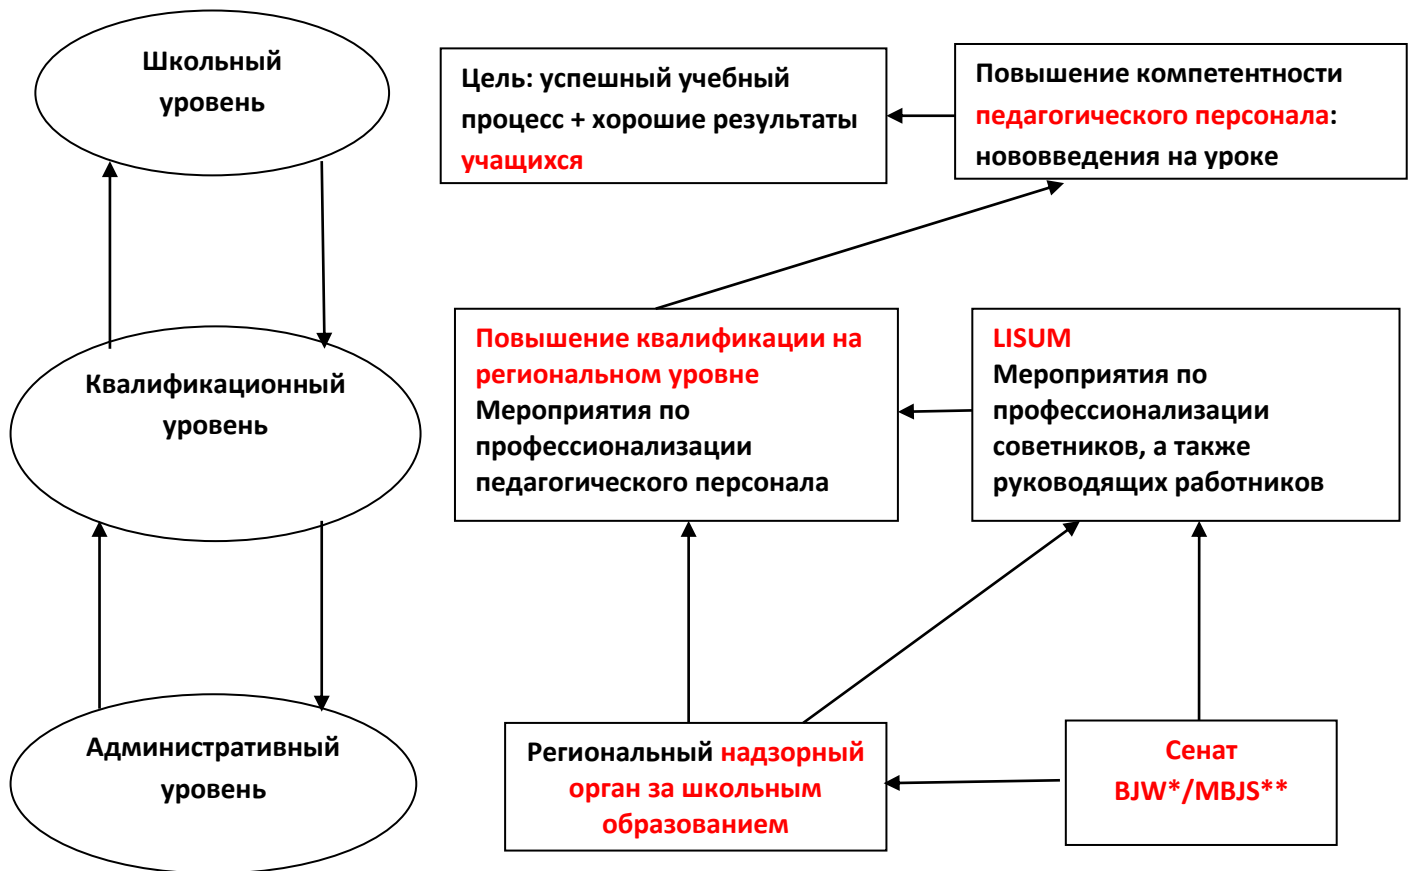 Школьный
уровень
Цель: успешный учебный
процесс + хорошие результаты
учащихся
Повышение компетентности
педагогического персонала:
нововведения на уроке
Квалификационный
уровень
Повышение квалификации на
региональном уровне
Мероприятия по
профессионализации
педагогического персонала
LISUM
Мероприятия по
профессионализации
советников, а также
руководящих работников
Административный
уровень
Региональный надзорный
орган за школьным
образованием
Сенат
BJW*/MBJS**